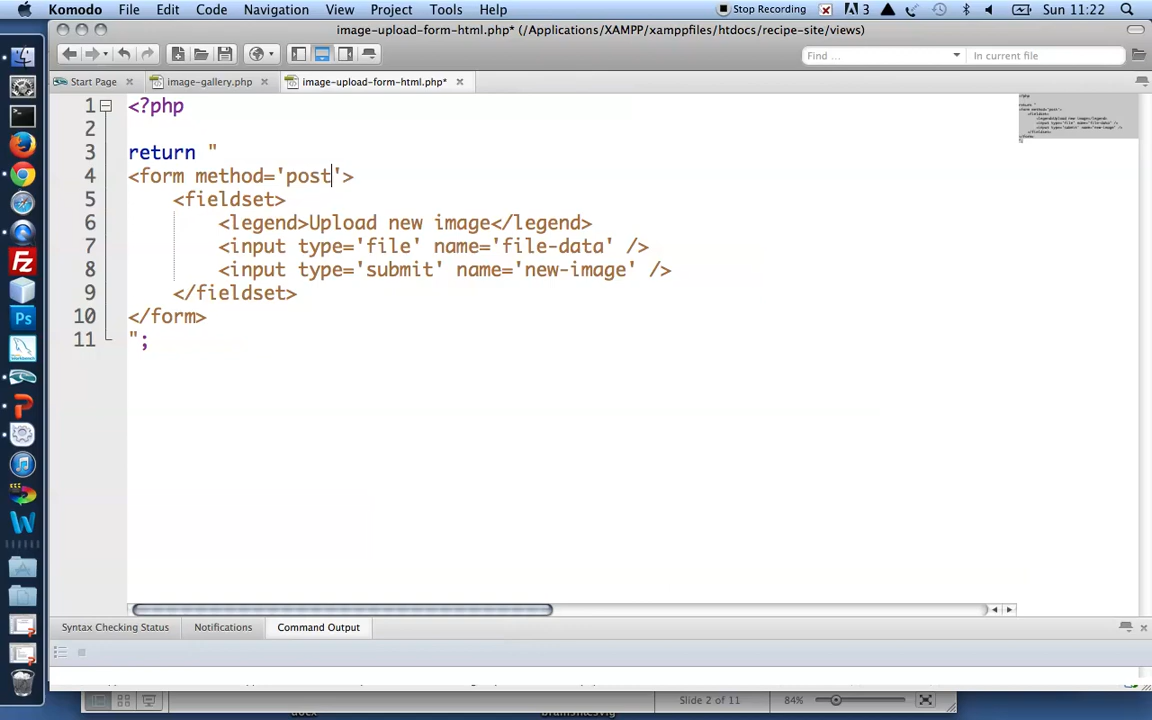 Komodo File Edit Code Navigation View Project Tools Help Stop Recording 3 Sun 11:22
image-upload-form-html.php* (/Applications/XAMPP/xamppfiles/htdocs/recipe-site/views)
Find ... In current file
Start Page image-gallery.php image-upload-form-html.php*
1 <?php
2
3 return "
4 <form method='post'>
5 <fieldset>
6 <legend>Upload new image</legend>
7 <input type='file' name='file-data' />
8 <input type='submit' name='new-image' />
9 </fieldset>
10 </form>
11 ";
Syntax Checking Status Notifications Command Output
Slide 2 of 11 84%